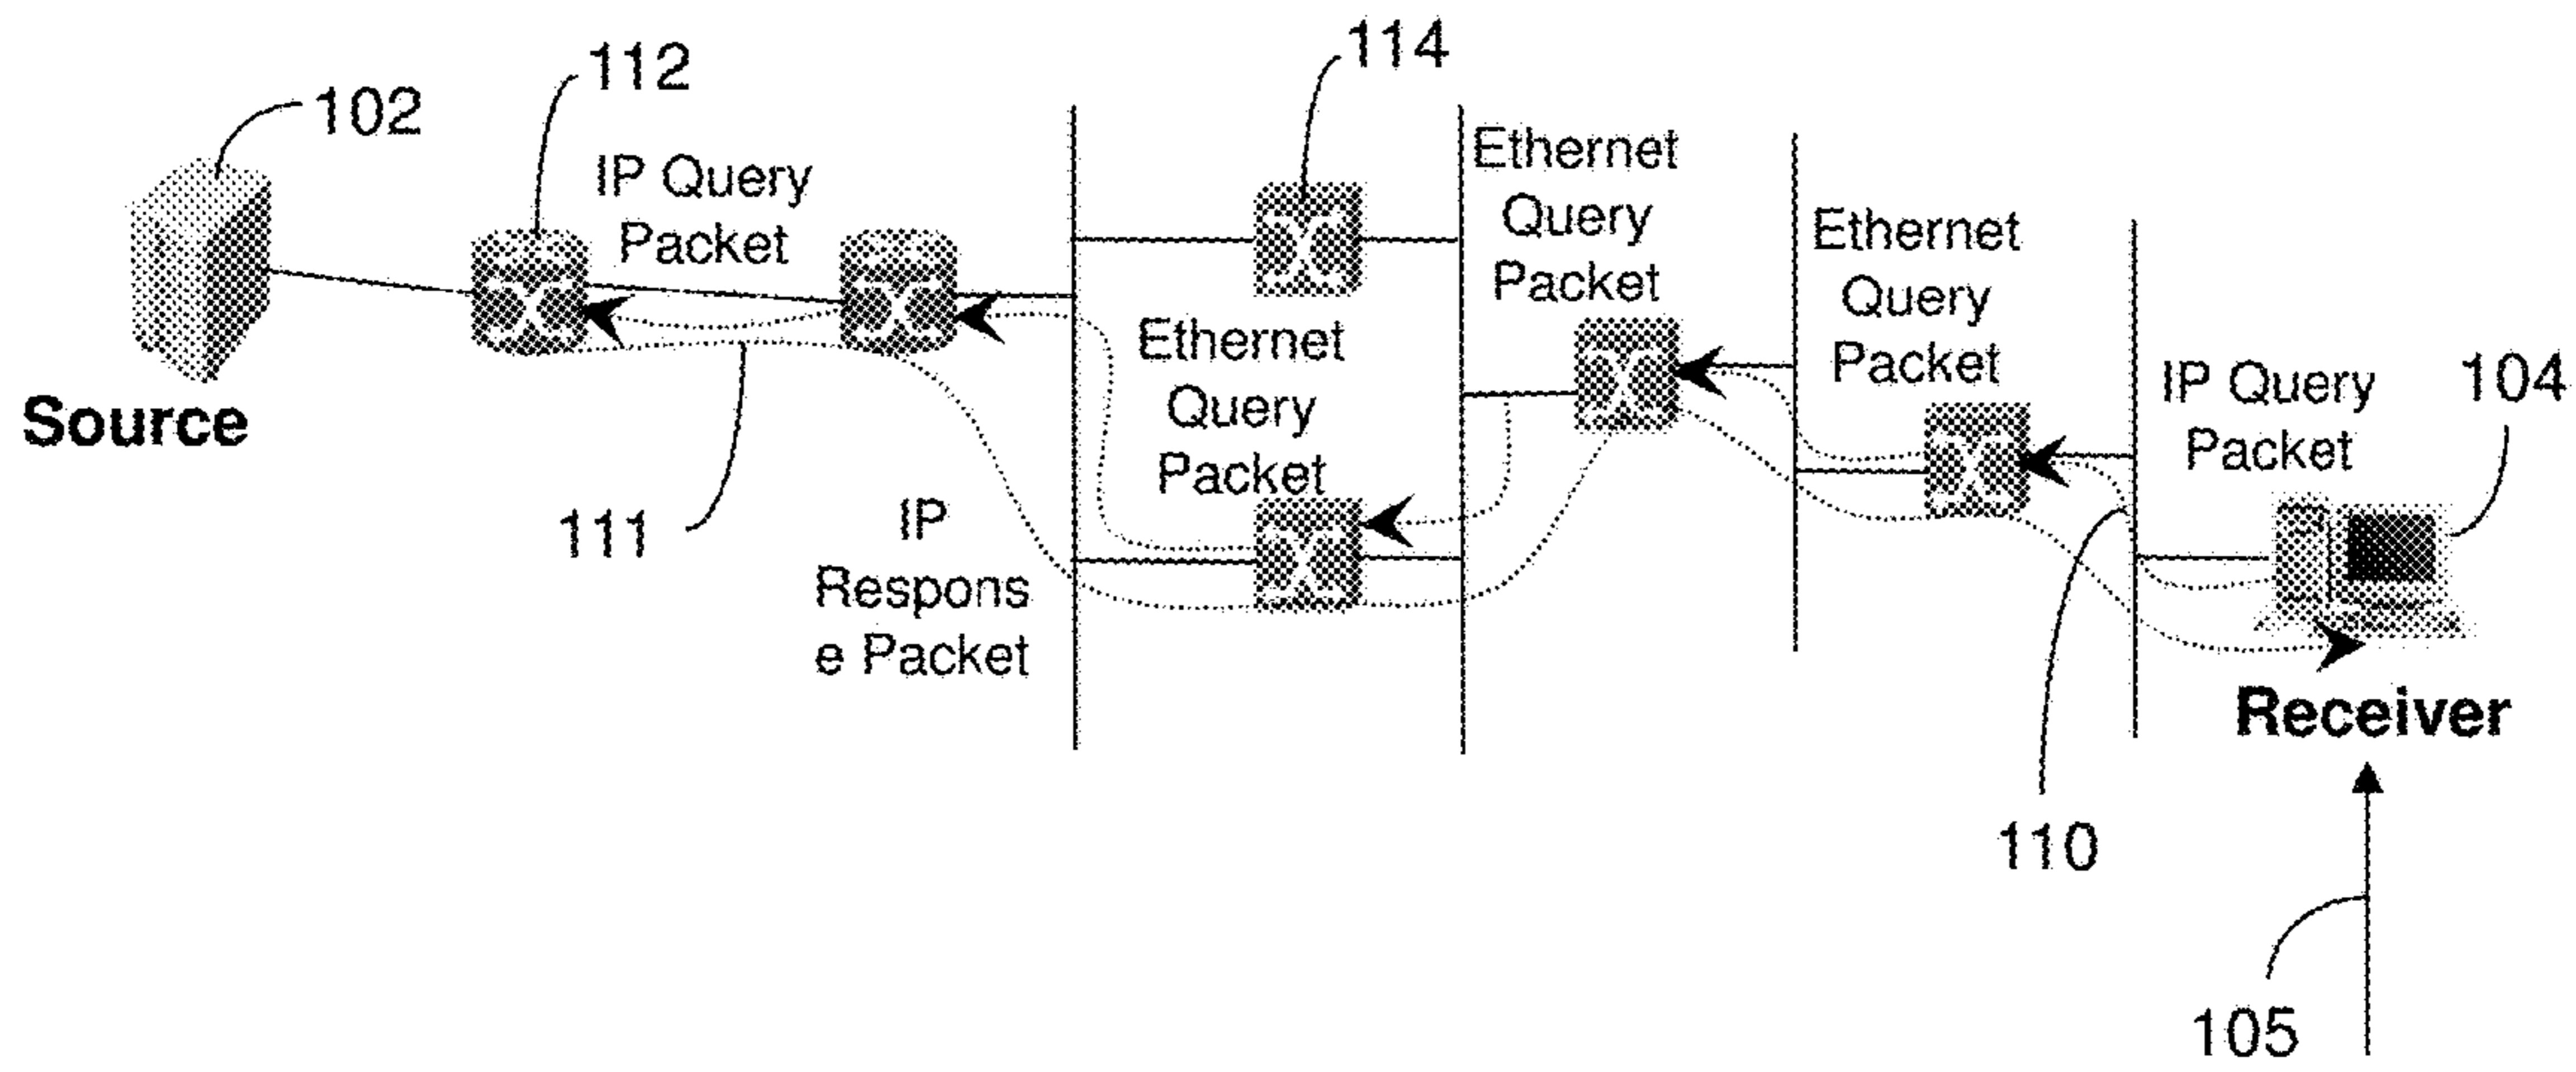 114
112
102
IP Query
Packet
Ethernet
Query
Packet
Ethernet
Query
Packet
Ethernet
Query
Packet
IP Query
Packet
104
Source
111
IP
Respons
e Packet
Receiver
110
105